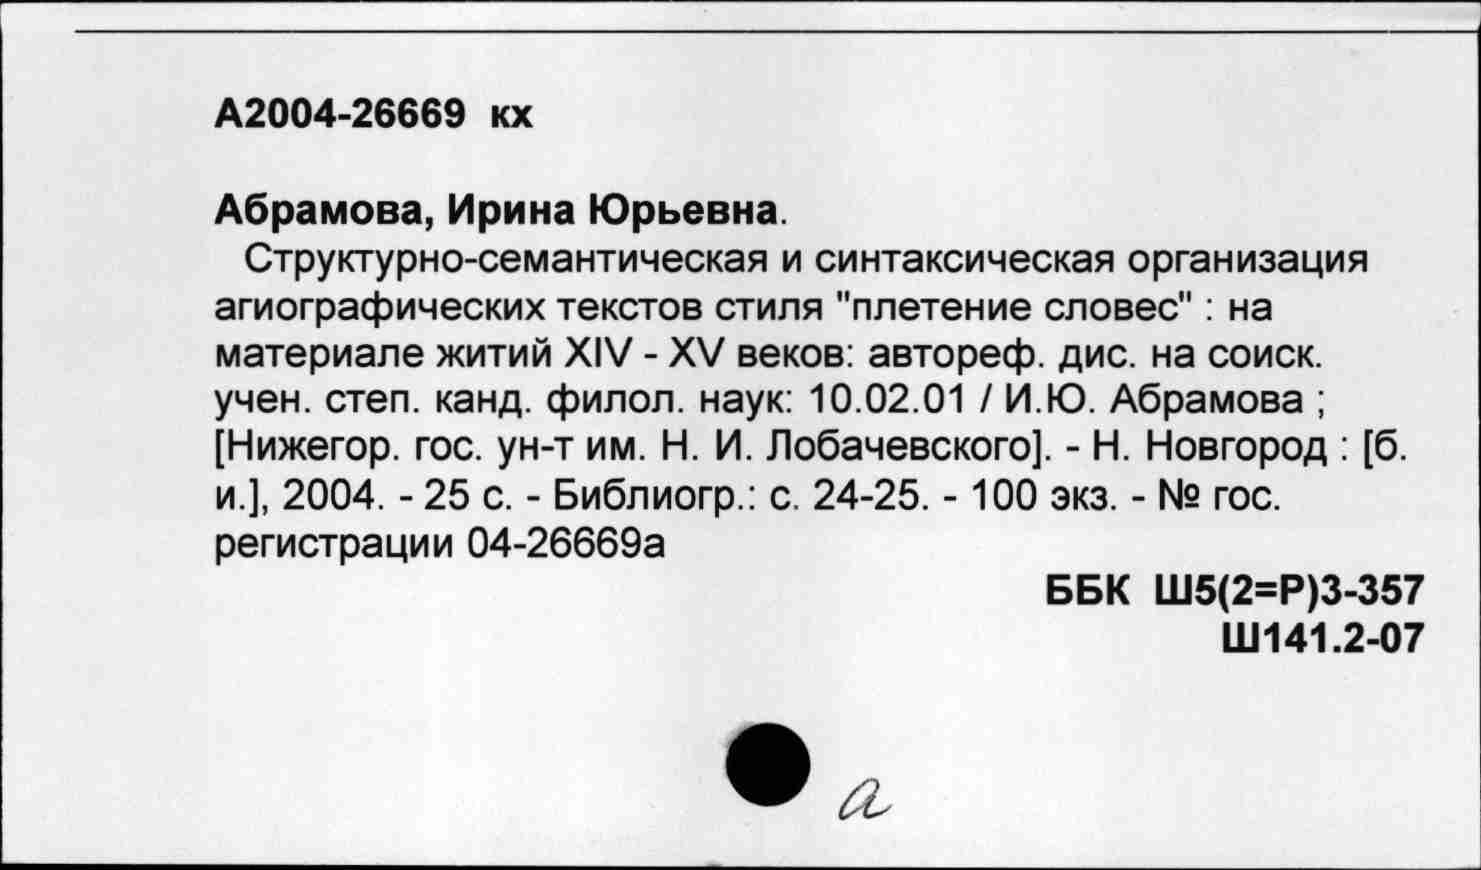 А2004-26669 кх
Абрамова, Ирина Юрьевна.
Структурно-семантическая и синтаксическая организация
агиографических текстов стиля "плетение словес" : на
материале житий XIV - XV веков: автореф. дис. на соиск.
учен. степ. канд. филол. наук: 10.02.01 / И.Ю. Абрамова ;
[Нижегор. гос. ун-т им. Н. И. Лобачевского]. - Н. Новгород : [б.
и.], 2004. - 25 с. - Библиогр.: с. 24-25. - 100 экз. - № гос.
регистрации 04-26669а
ББК Ш5(2=Р)3-357
Ш141.2-07
а